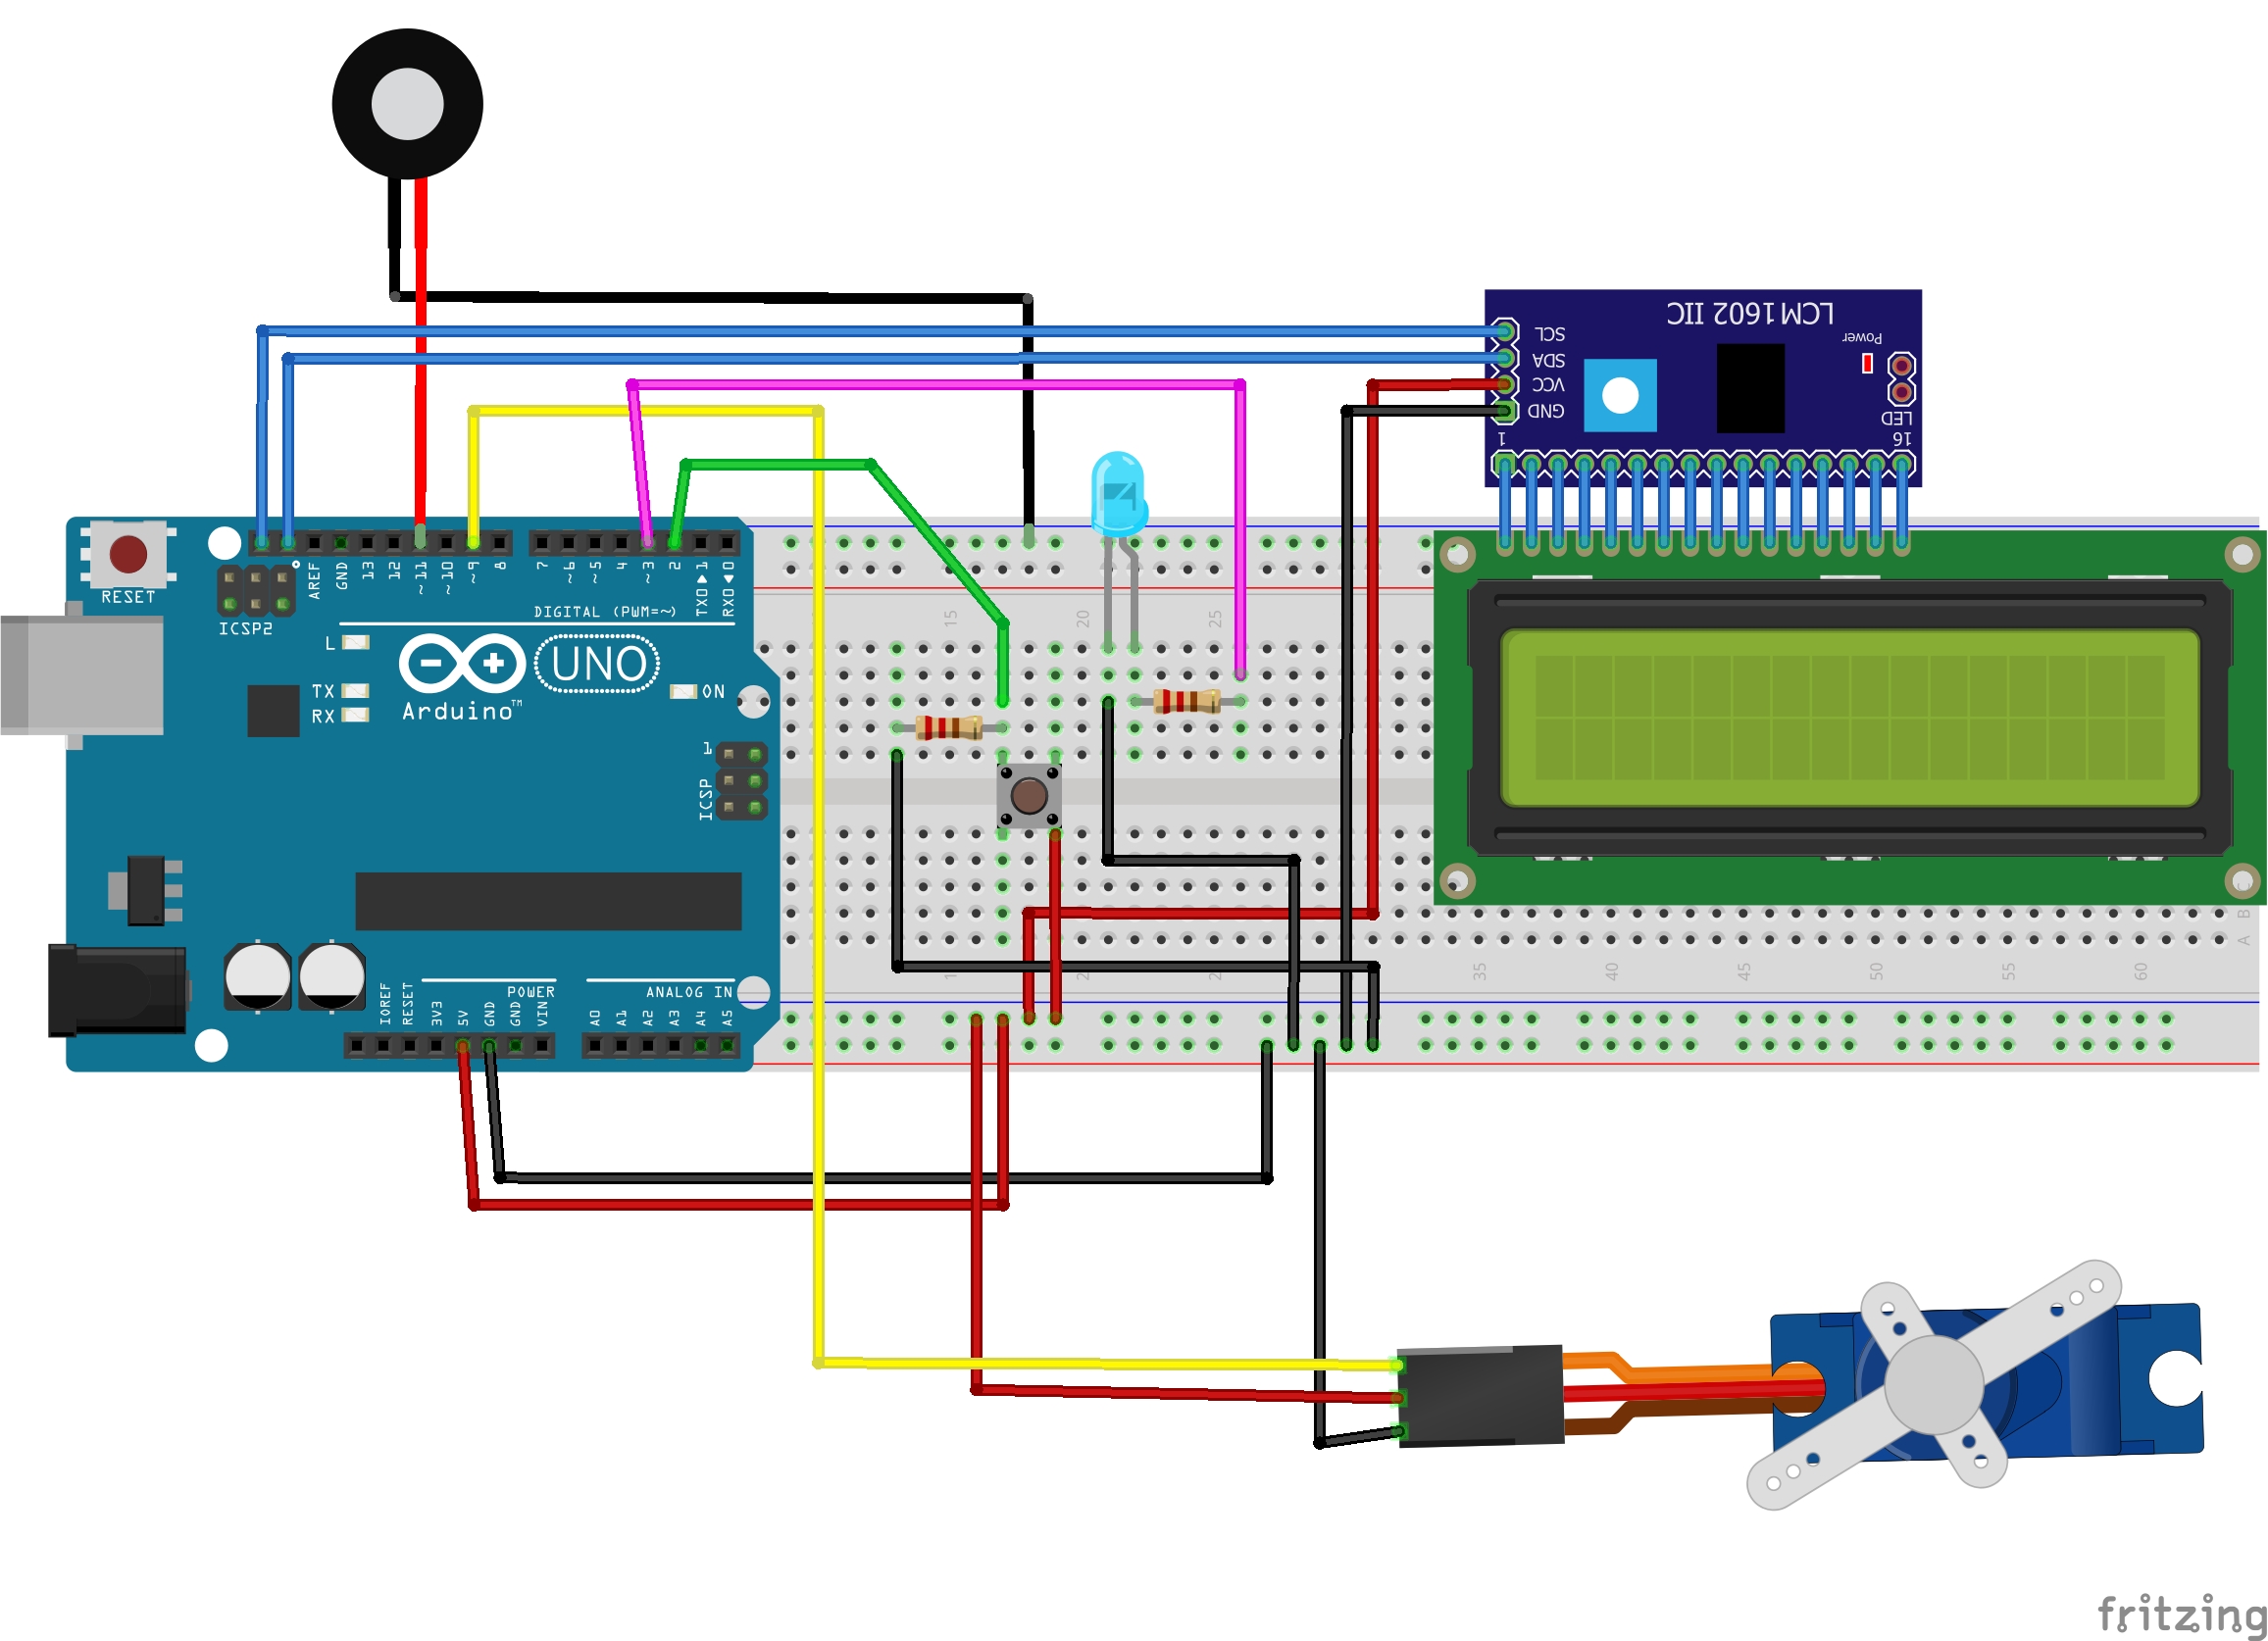 LCM1602 IIC
SCL
SDA
VCC
GND
Power
LED
1
16
RESET
ICSP2
AREF
GND
13
12
~11
~10
~9
8
7
~6
~5
4
~3
2
TX0 1
RX0 0
DIGITAL (PWM=~)
L
TX
RX
Arduino™
UNO
ON
1
ICSP
15
20
25
POWER
ANALOG IN
IOREF
RESET
3V3
5V
GND
GND
VIN
A0
A1
A2
A3
A4
A5
35
40
45
50
55
60
B
A
fritzing